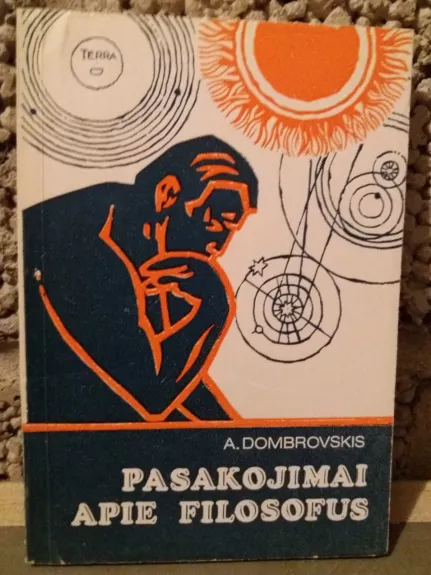 TERRA
A. DOMBROVSKIS
PASAKOJIMAI
APIE FILOSOFUS